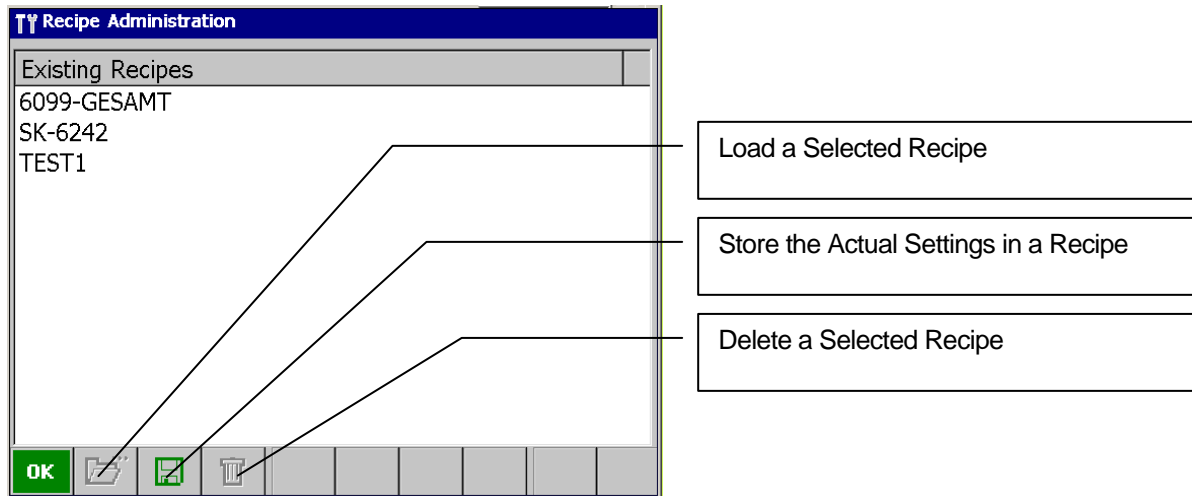 Recipe Administration
Existing Recipes
6099-GESAMT
SK-6242
TEST1
OK
Load a Selected Recipe
Store the Actual Settings in a Recipe
Delete a Selected Recipe